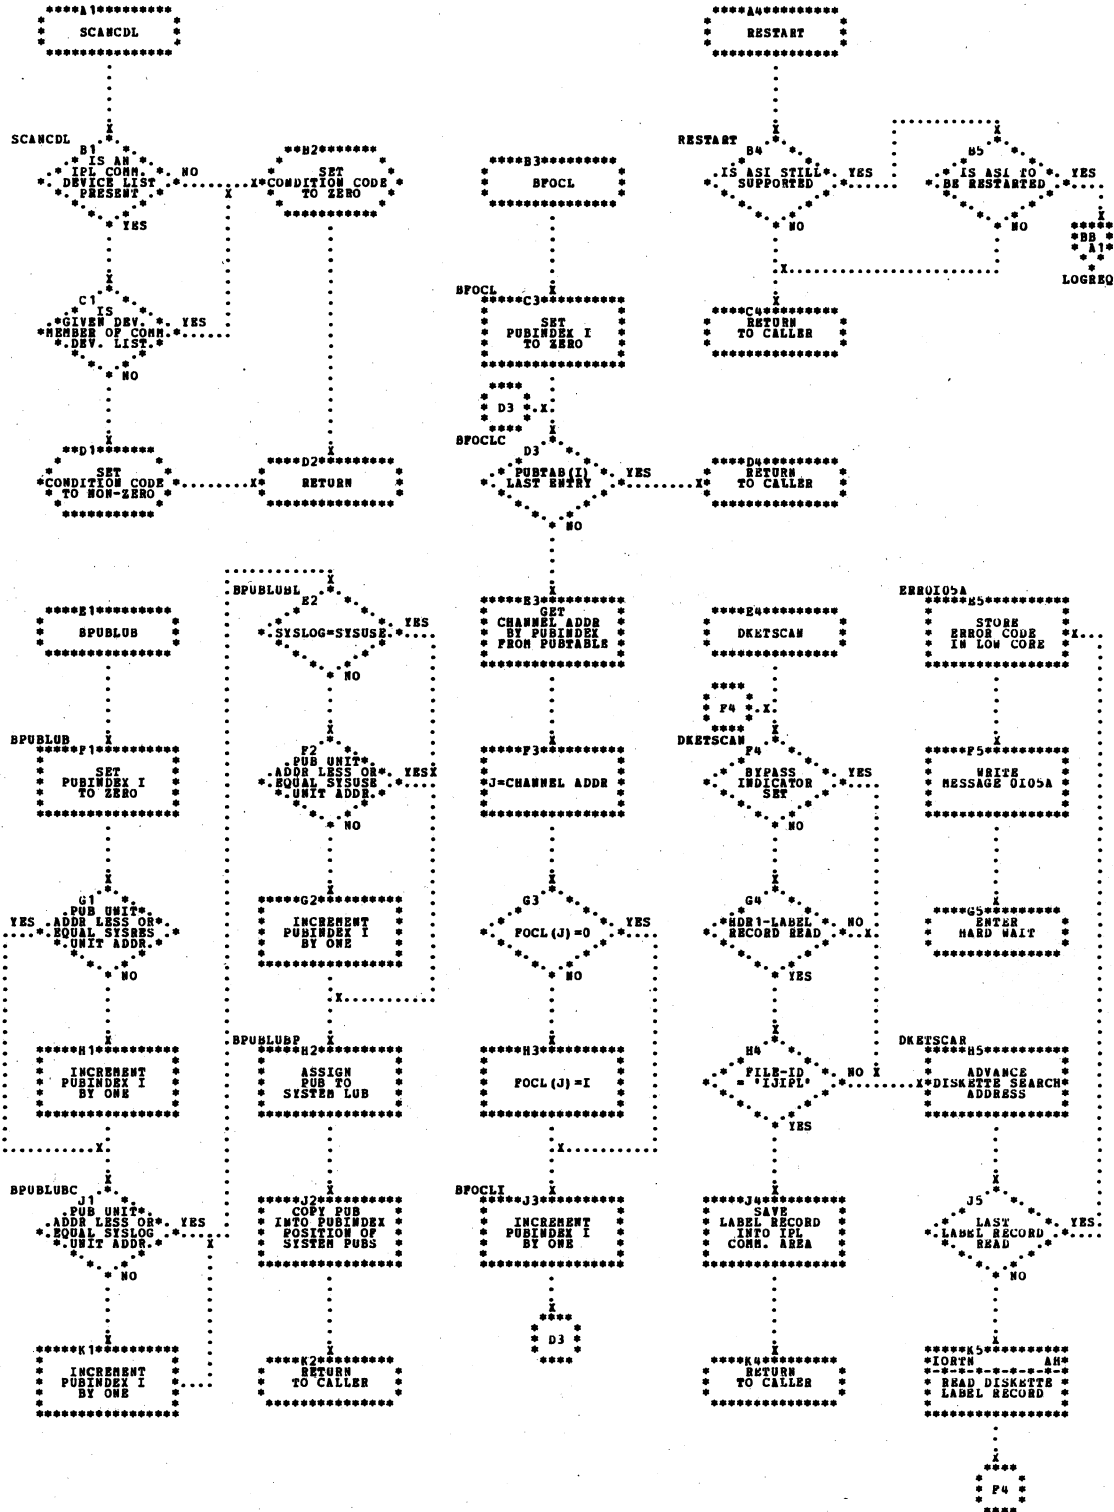 A1
SCANCDL
SCANCDL
B1
IS AN
IPL COMM.
DEVICE LIST
PRESENT
NO
YES
B2
SET
CONDITION CODE
TO ZERO
C1
IS
GIVEN DEV.
MEMBER OF COMM.
DEV. LIST.
YES
NO
D1
SET
CONDITION CODE
TO NON-ZERO
D2
RETURN
A4
RESTART
RESTART
B4
IS ASI STILL
SUPPORTED
YES
NO
B5
IS ASI TO
BE RESTARTED
YES
NO
BB
A1
LOGREQ
C4
RETURN
TO CALLER
B3
BFOCL
BFOCL
C3
SET
PUBINDEX I
TO ZERO
D3
BFOCLC
D3
PUBTAB(I)
LAST ENTRY
YES
NO
D4
RETURN
TO CALLER
E3
GET
CHANNEL ADDR
BY PUBINDEX
FROM PUBTABLE
F3
J=CHANNEL ADDR
G3
FOCL(J)=0
YES
NO
H3
FOCL(J)=I
BFOCLI
J3
INCREMENT
PUBINDEX I
BY ONE
D3
E1
BPUBLUB
BPUBLUB
F1
SET
PUBINDEX I
TO ZERO
G1
PUB UNIT
ADDR LESS OR
EQUAL SYSRES
UNIT ADDR.
YES
NO
H1
INCREMENT
PUBINDEX I
BY ONE
BPUBLUBC
J1
PUB UNIT
ADDR LESS OR
EQUAL SYSLOG
UNIT ADDR.
YES
NO
K1
INCREMENT
PUBINDEX I
BY ONE
BPUBLUBL
E2
SYSLOG=SYSUSE
YES
NO
F2
PUB UNIT
ADDR LESS OR
EQUAL SYSUSE
UNIT ADDR.
YES
NO
G2
INCREMENT
PUBINDEX I
BY ONE
BPUBLUBP
H2
ASSIGN
PUB TO
SYSTEM LUB
J2
COPY PUB
INTO PUBINDEX
POSITION OF
SYSTEM PUBS
K2
RETURN
TO CALLER
E4
DKETSCAN
F4
DKETSCAN
F4
BYPASS
INDICATOR
SET
YES
NO
G4
HDR1-LABEL
RECORD READ
NO
YES
H4
FILE-ID
= 'IJIPL'
NO
YES
J4
SAVE
LABEL RECORD
INTO IPL
COMM. AREA
K4
RETURN
TO CALLER
ERROI05A
E5
STORE
ERROR CODE
IN LOW CORE
F5
WRITE
MESSAGE 0I05A
G5
ENTER
HARD WAIT
DKETSCAR
H5
ADVANCE
DISKETTE SEARCH
ADDRESS
J5
LAST
LABEL RECORD
READ
YES
NO
K5
IORTN AH
READ DISKETTE
LABEL RECORD
F4